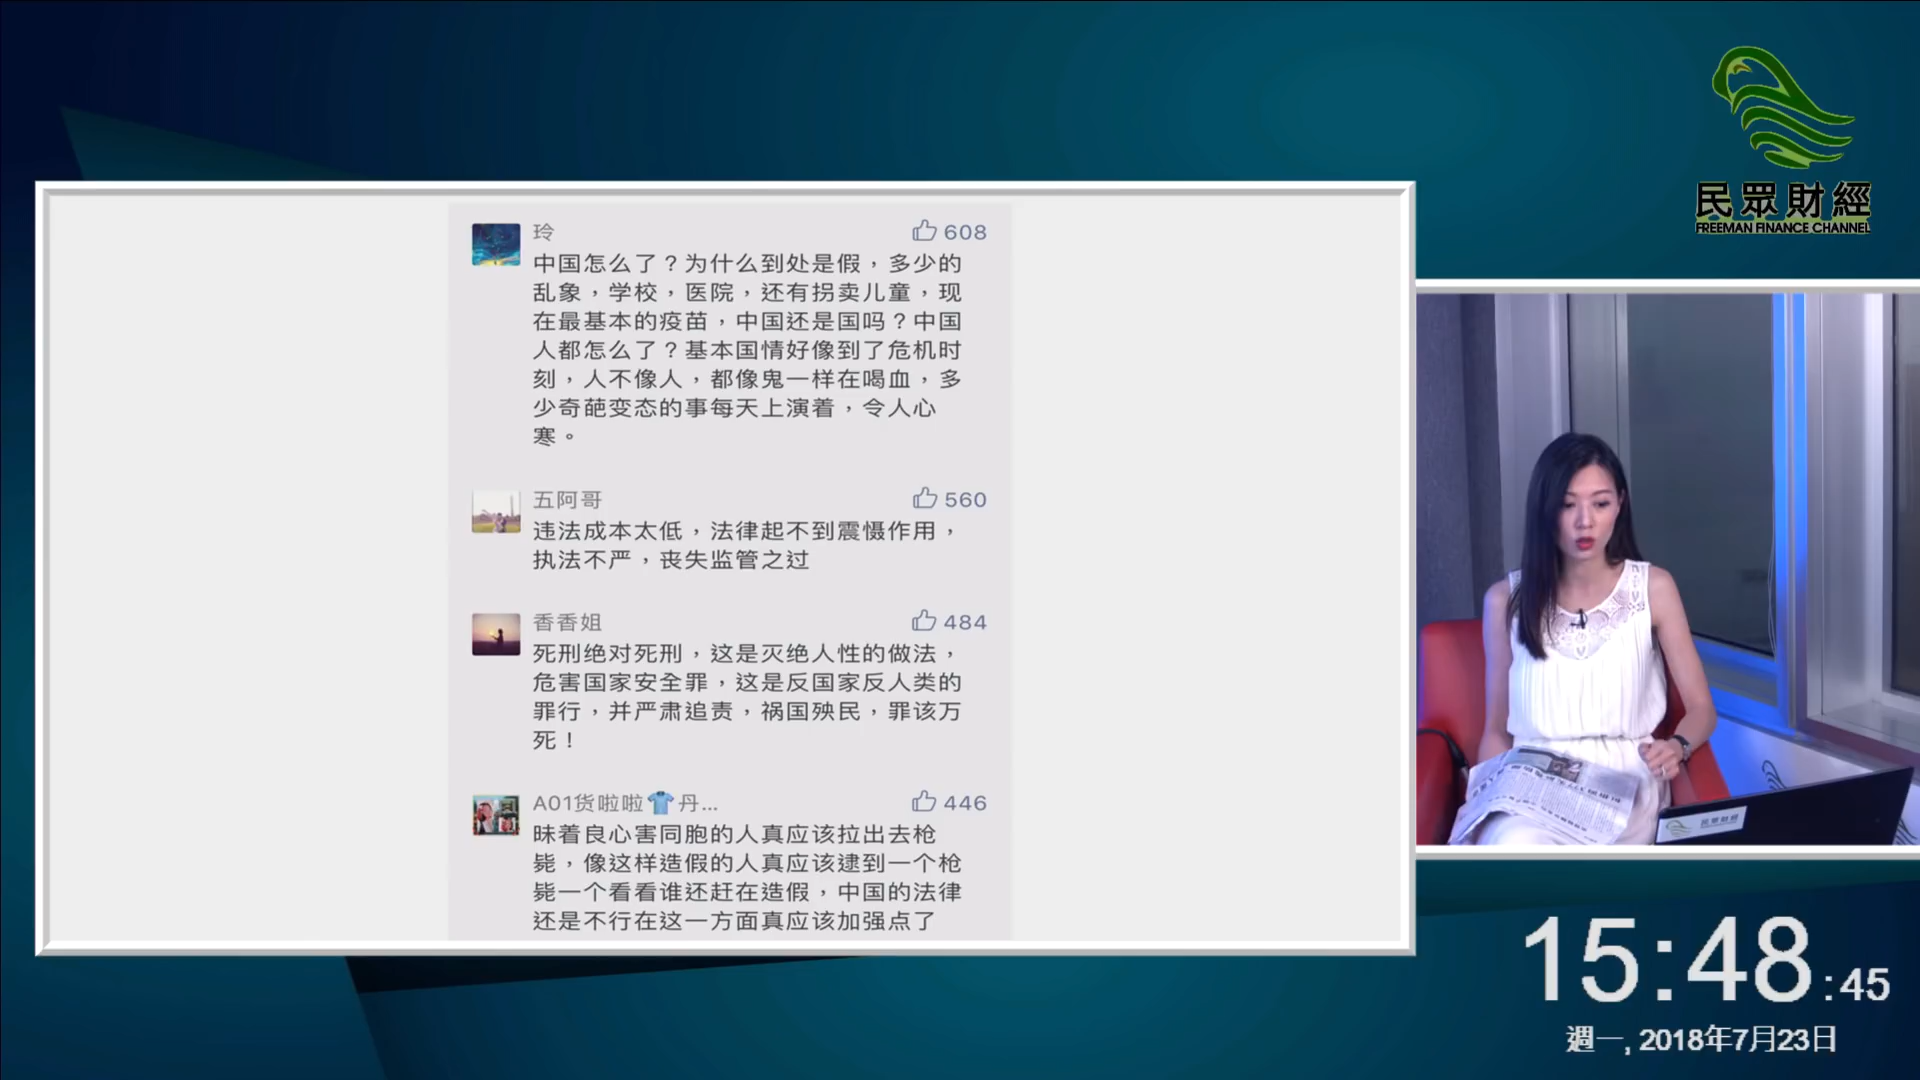 民眾財經
FREEMAN FINANCE CHANNEL
玲
608
中国怎么了？为什么到处是假，多少的
乱象，学校，医院，还有拐卖儿童，现
在最基本的疫苗，中国还是国吗？中国
人都怎么了？基本国情好像到了危机时
刻，人不像人，都像鬼一样在喝血，多
少奇葩变态的事每天上演着，令人心
寒。
五阿哥
560
违法成本太低，法律起不到震慑作用，
执法不严，丧失监管之过
香香姐
484
死刑绝对死刑，这是灭绝人性的做法，
危害国家安全罪，这是反国家反人类的
罪行，并严肃追责，祸国殃民，罪该万
死！
A01货啦啦👕丹...
446
昧着良心害同胞的人真应该拉出去枪
毙，像这样造假的人真应该逮到一个枪
毙一个看看谁还赶在造假，中国的法律
还是不行在这一方面真应该加强点了
民眾財經
15:48:45
週一, 2018年7月23日